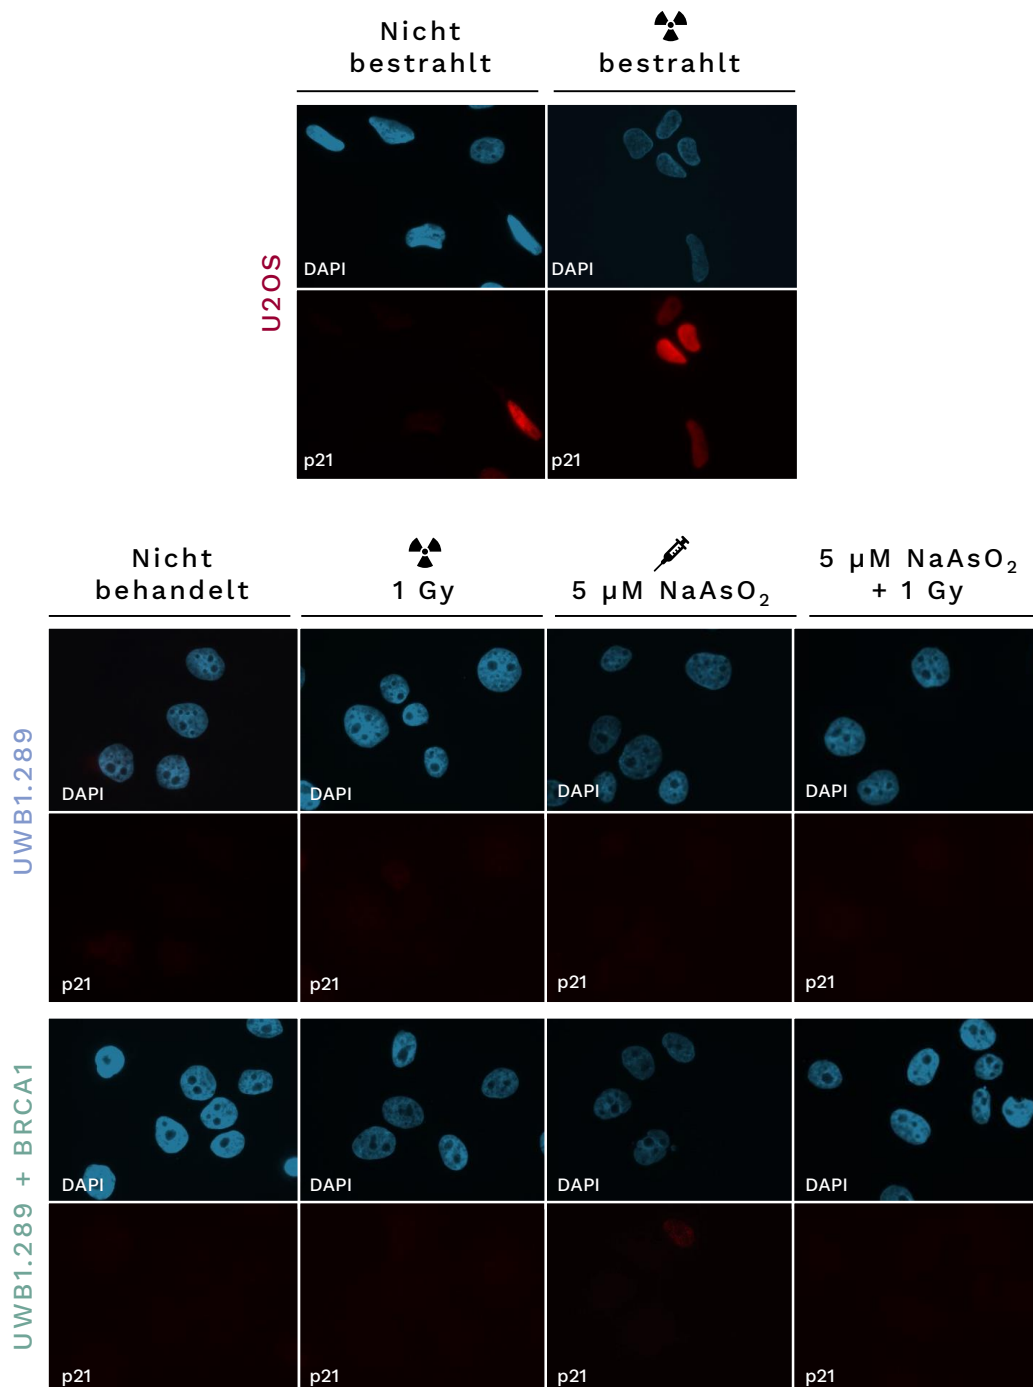 Nicht
bestrahlt
bestrahlt
U2OS
DAPI
DAPI
p21
p21
Nicht
behandelt
1 Gy
5 µM NaAsO₂
5 µM NaAsO₂
+ 1 Gy
UWB1.289
DAPI
DAPI
DAPI
DAPI
p21
p21
p21
p21
UWB1.289 + BRCA1
DAPI
DAPI
DAPI
DAPI
p21
p21
p21
p21